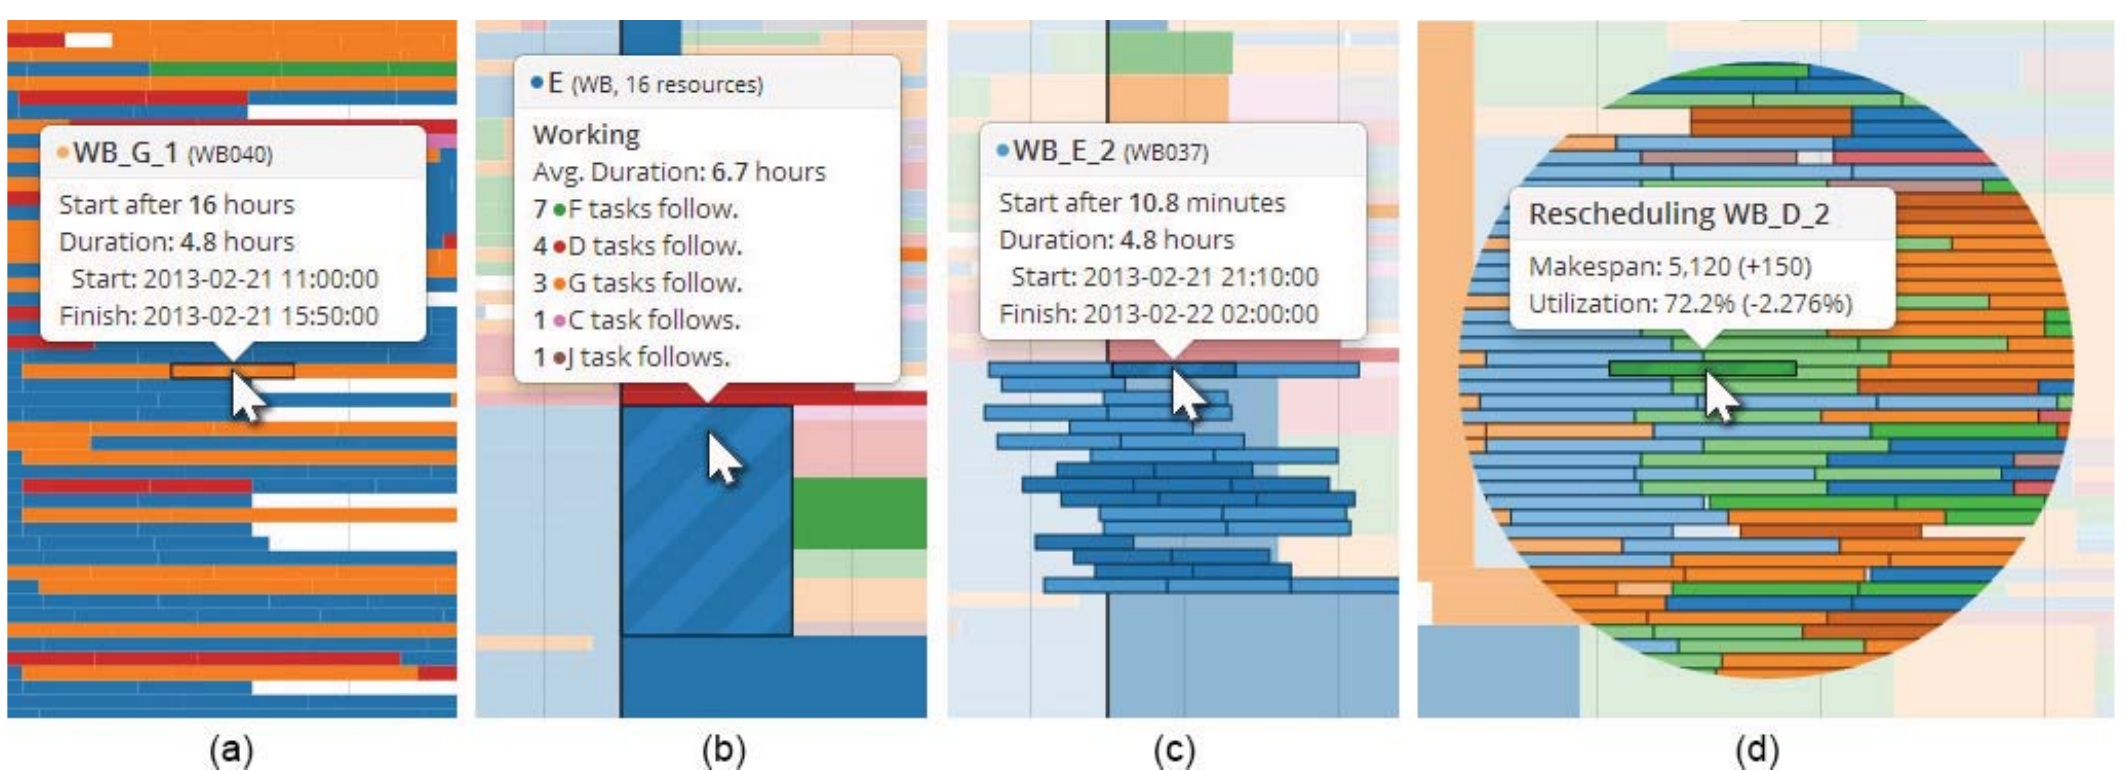 WB_G_1 (WB040)
Start after 16 hours
Duration: 4.8 hours
Start: 2013-02-21 11:00:00
Finish: 2013-02-21 15:50:00
(a)
E (WB, 16 resources)
Working
Avg. Duration: 6.7 hours
7 F tasks follow.
4 D tasks follow.
3 G tasks follow.
1 C task follows.
1 J task follows.
(b)
WB_E_2 (WB037)
Start after 10.8 minutes
Duration: 4.8 hours
Start: 2013-02-21 21:10:00
Finish: 2013-02-22 02:00:00
(c)
Rescheduling WB_D_2
Makespan: 5,120 (+150)
Utilization: 72.2% (-2.276%)
(d)